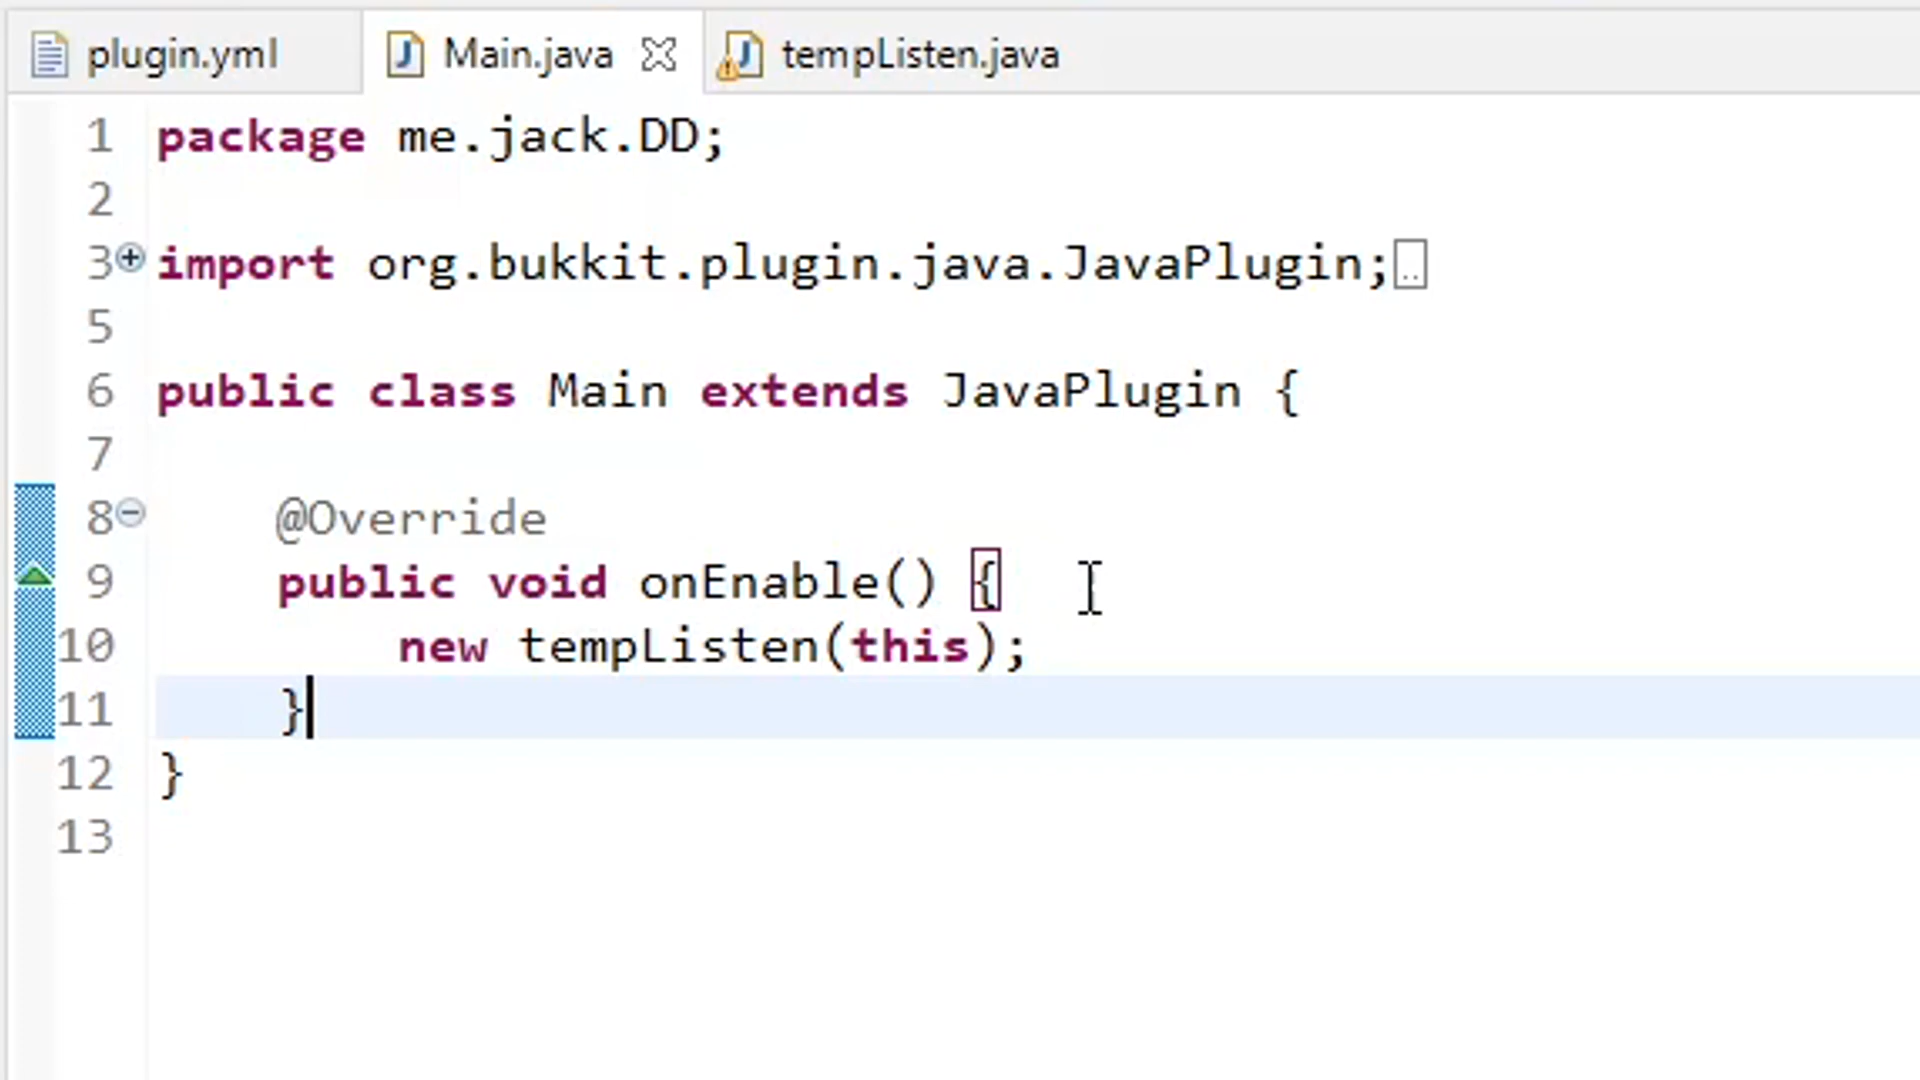 plugin.yml Main.java tempListen.java
1 package me.jack.DD;
2
3 import org.bukkit.plugin.java.JavaPlugin;
5
6 public class Main extends JavaPlugin {
7
8 @Override
9 public void onEnable() {
10 new tempListen(this);
11 }
12 }
13